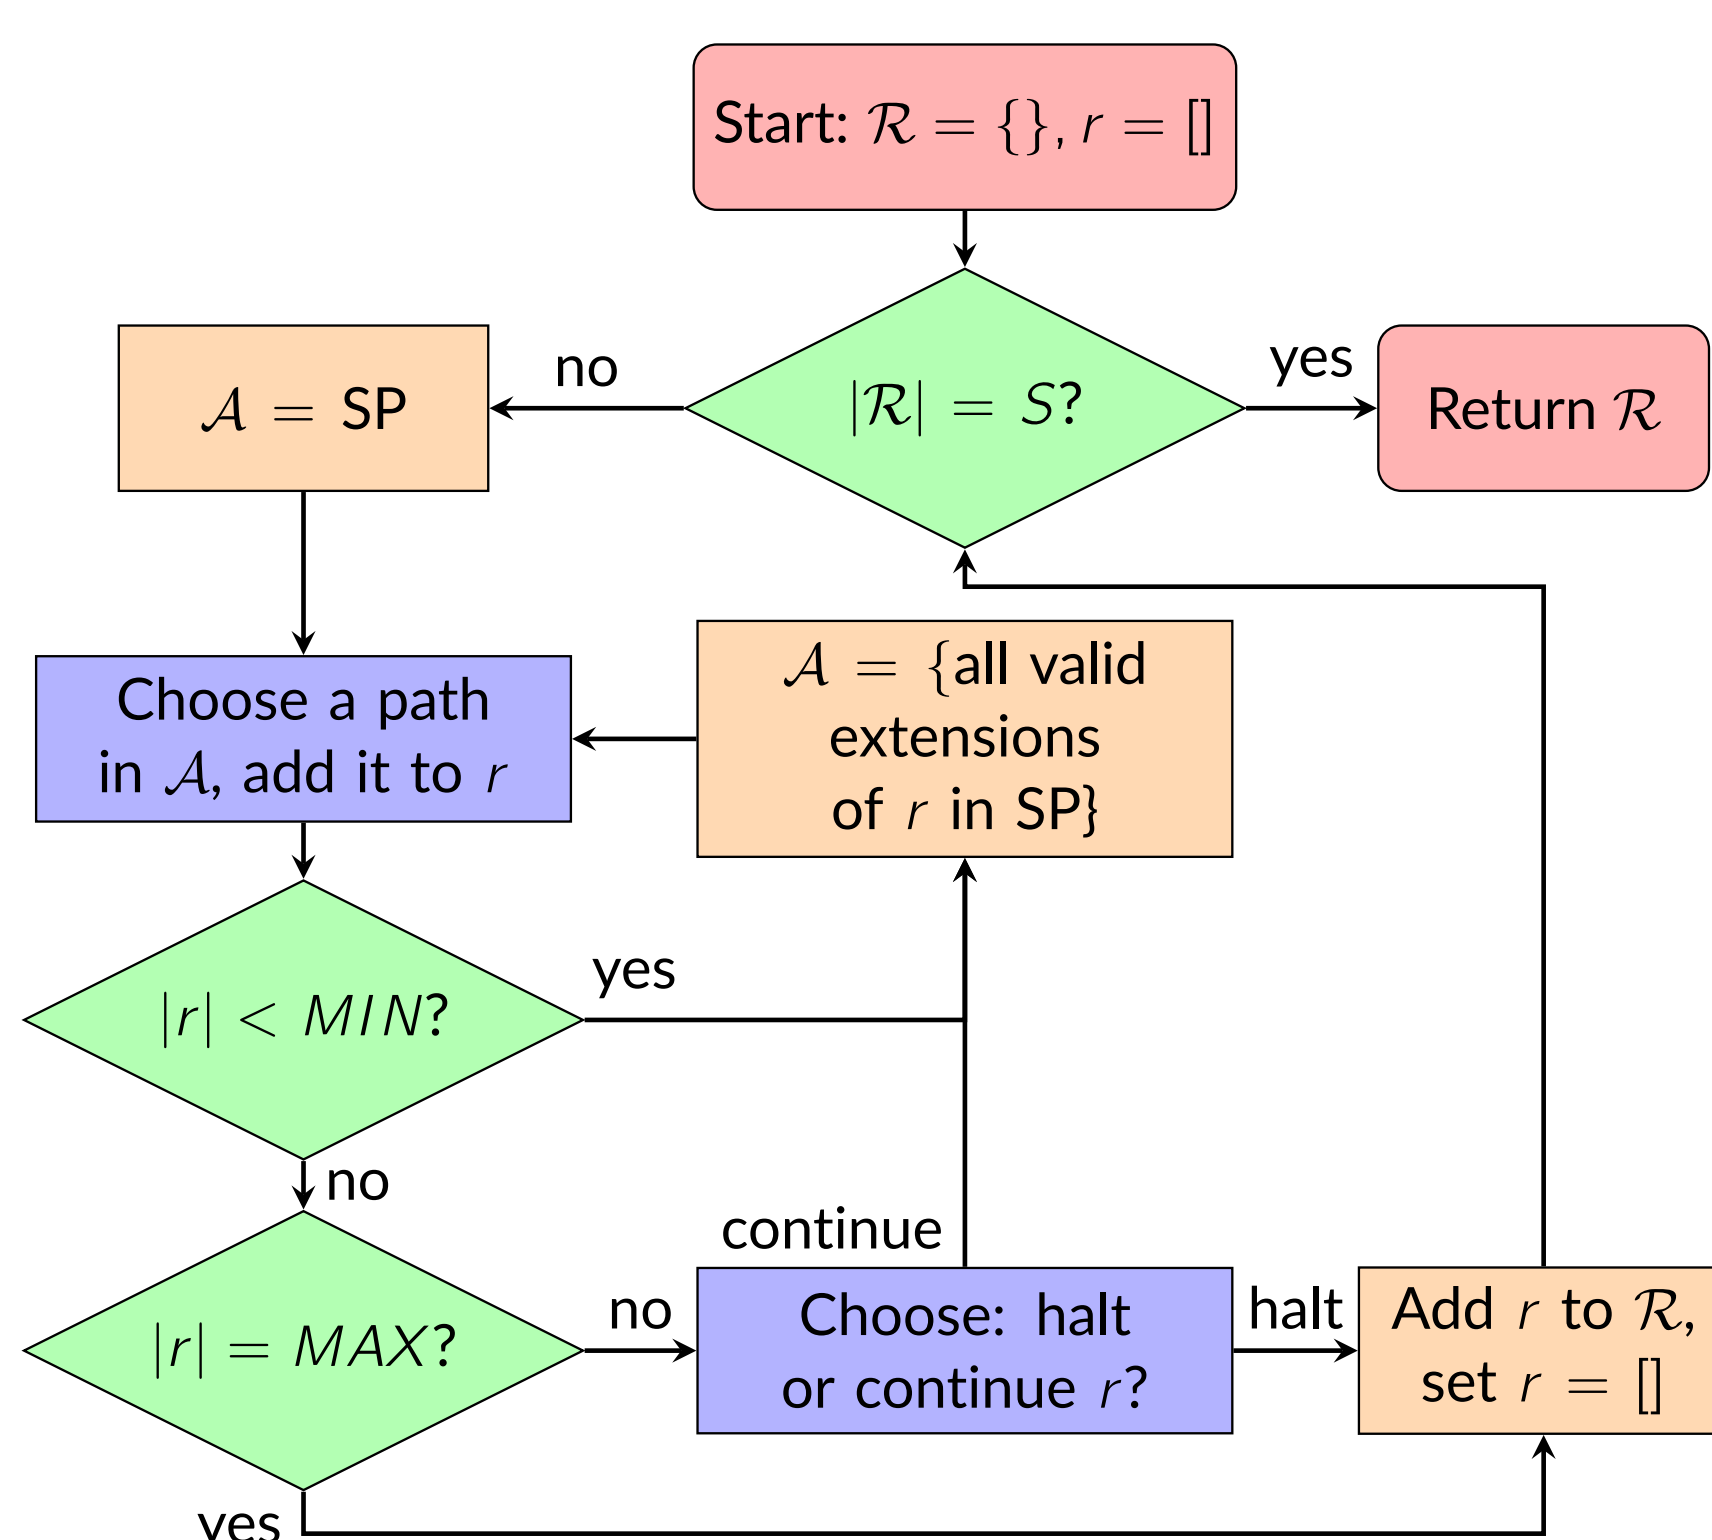 Start: ℛ = {}, r = []
no
yes
𝒜 = SP
|ℛ| = S?
Return ℛ
Choose a path
in 𝒜, add it to r
𝒜 = {all valid
extensions
of r in SP}
yes
|r| < MIN?
no
continue
|r| = MAX?
no
Choose: halt
or continue r?
halt
Add r to ℛ,
set r = []
yes